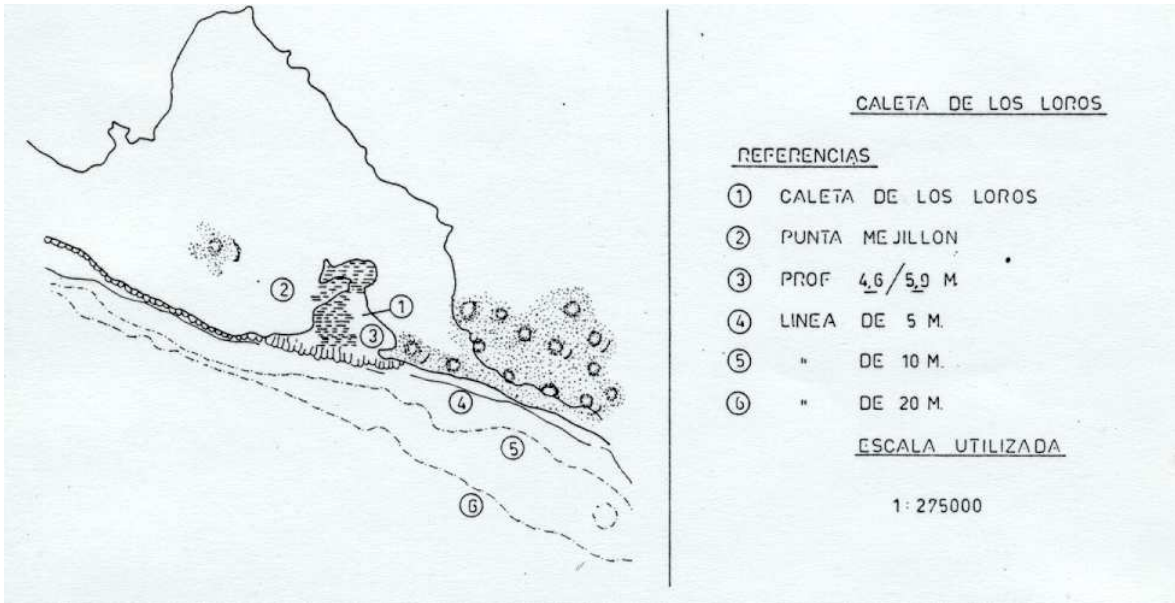 ②
①
③
④
⑤
⑥
CALETA DE LOS LOROS
REFERENCIAS
① CALETA DE LOS LOROS
② PUNTA MEJILLON
③ PROF 4,6/5,9 M
④ LINEA DE 5 M.
⑤ " DE 10 M.
⑥ " DE 20 M.
ESCALA UTILIZADA
1:275000